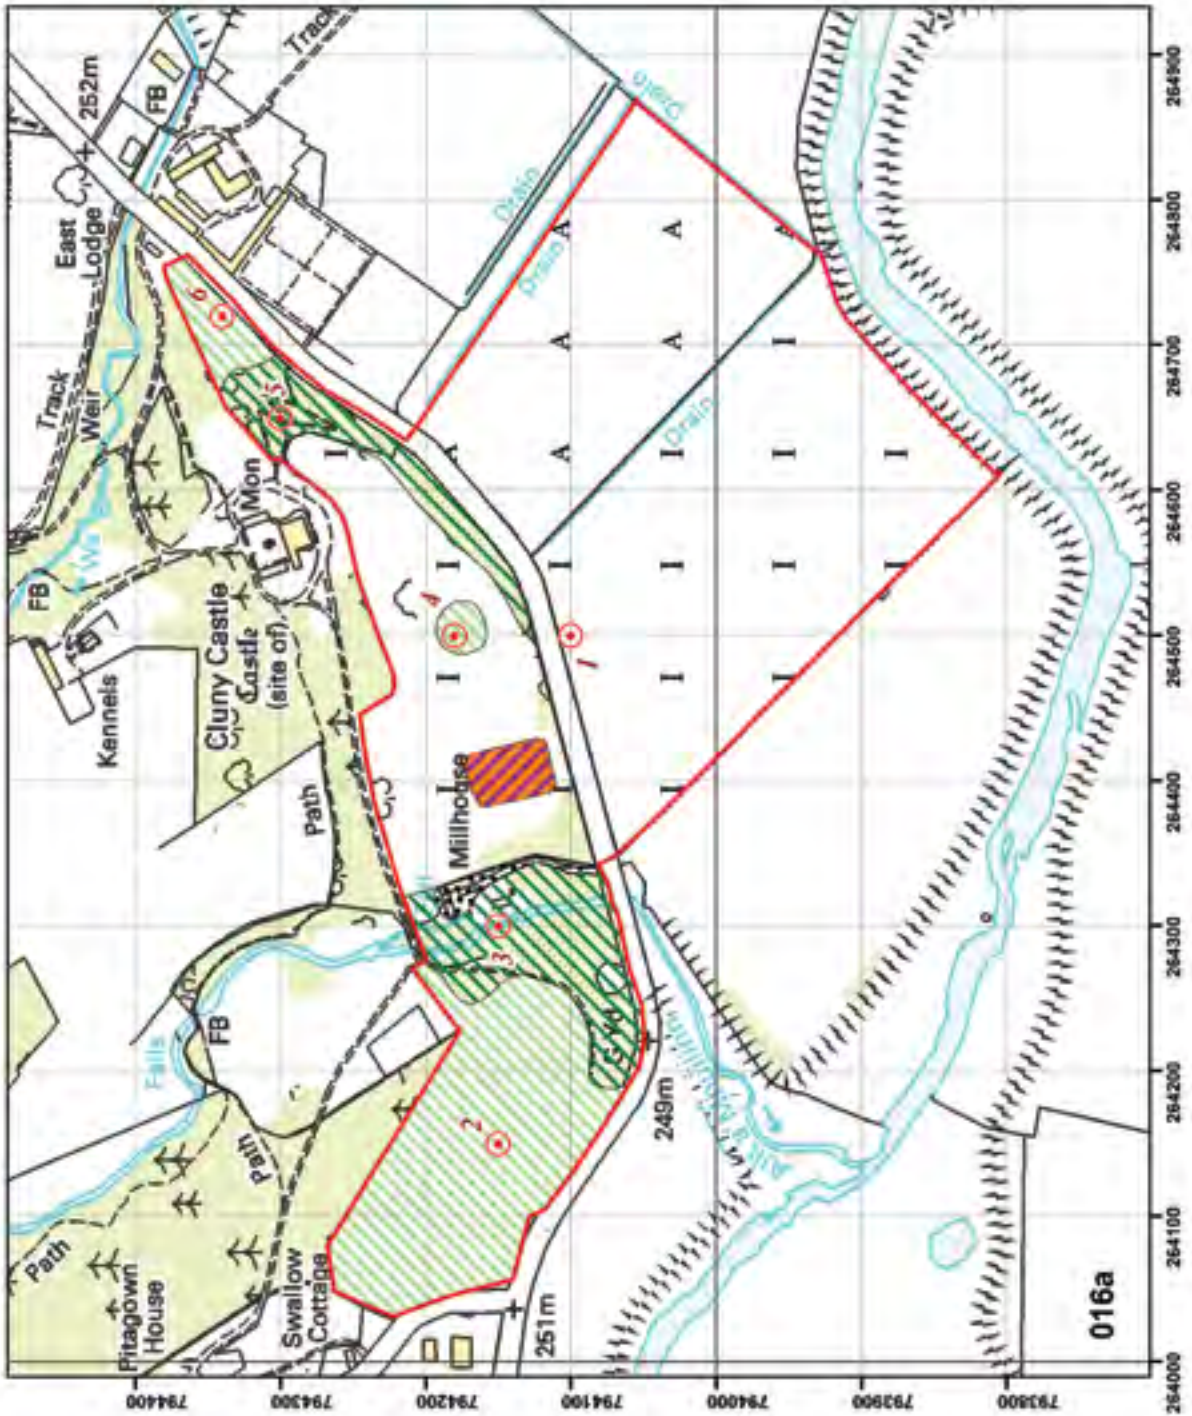 Track
252m
FB
East
Lodge
Track
Weir
FB
Mon
Kennels
Cluny Castle
Castle
(site of)
Path
Millhouse
Drain
Drain
Drain
Drain
6
5
4
1
3
2
A
A
A
A
A
A
I
I
I
I
I
I
I
I
I
I
I
I
I
Falls
FB
Path
Path
Pitagown
House
Swallow
Cottage
251m
249m
016a
264900
264800
264700
264600
264500
264400
264300
264200
264100
264000
794400
794300
794200
794100
794000
793900
793800